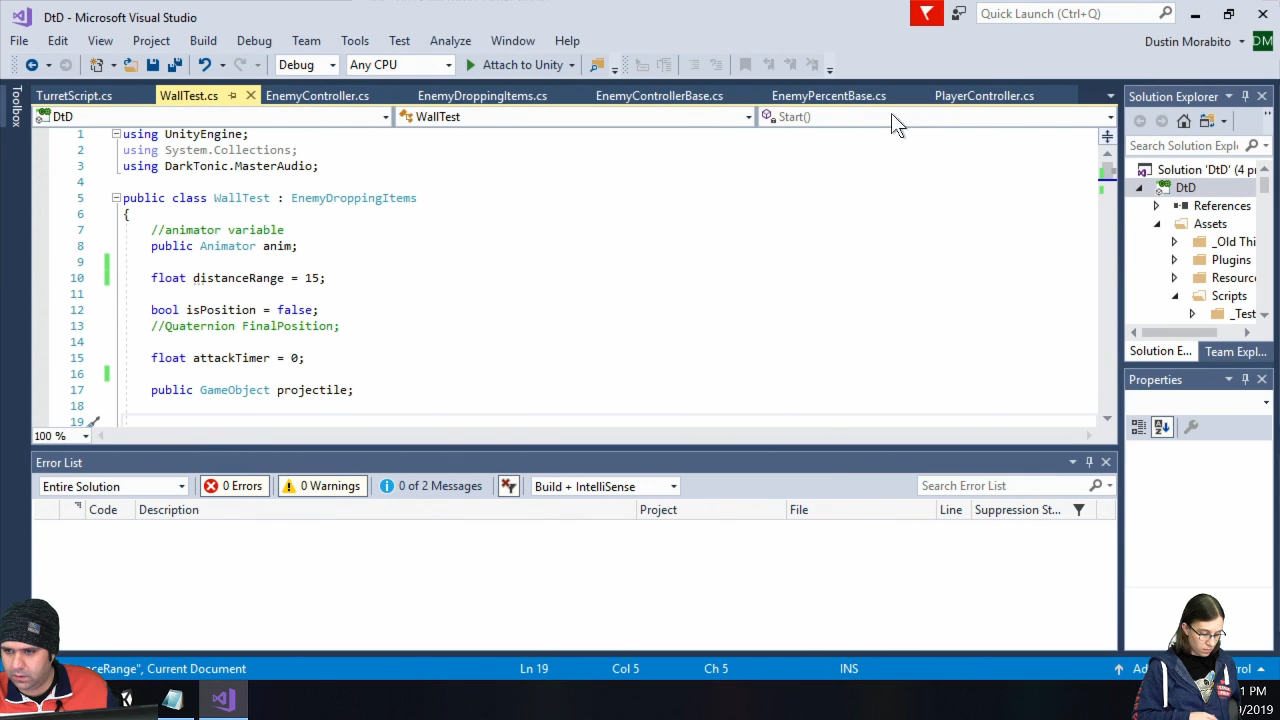 DtD - Microsoft Visual Studio
Quick Launch (Ctrl+Q)
File Edit View Project Build Debug Team Tools Test Analyze Window Help
Dustin Morabito DM
Debug Any CPU Attach to Unity
Toolbox
TurretScript.cs WallTest.cs EnemyController.cs EnemyDroppingItems.cs EnemyControllerBase.cs EnemyPercentBase.cs PlayerController.cs
DtD WallTest Start()
1 using UnityEngine;
2 using System.Collections;
3 using DarkTonic.MasterAudio;
4
5 public class WallTest : EnemyDroppingItems
6 {
7 //animator variable
8 public Animator anim;
9
10 float distanceRange = 15;
11
12 bool isPosition = false;
13 //Quaternion FinalPosition;
14
15 float attackTimer = 0;
16
17 public GameObject projectile;
18
19
100 %
Solution Explorer
Search Solution Expl
Solution 'DtD' (4 pr
DtD
References
Assets
_Old Thi
Plugins
Resourc
Scripts
_Test
Solution E... Team Expl...
Properties
Error List
Entire Solution 0 Errors 0 Warnings 0 of 2 Messages Build + IntelliSense Search Error List
Code Description Project File Line Suppression St...
ceRange", Current Document Ln 19 Col 5 Ch 5 INS